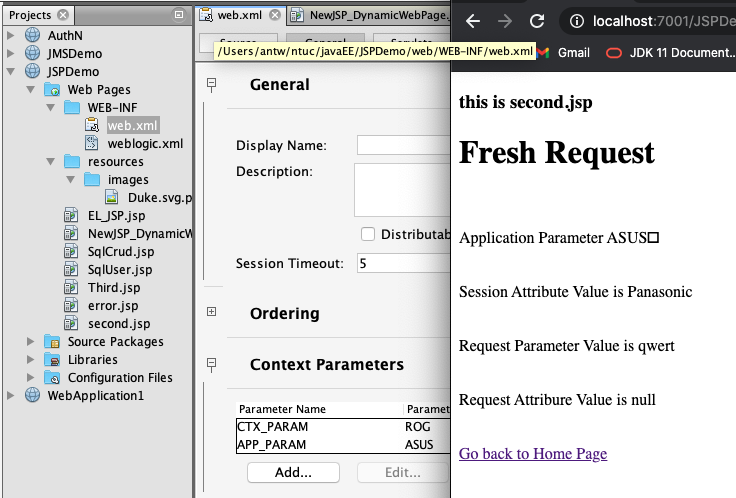 Projects
AuthN
JMSDemo
JSPDemo
Web Pages
WEB-INF
web.xml
weblogic.xml
resources
images
Duke.svg.p
EL_JSP.jsp
NewJSP_DynamicW
SqlCrud.jsp
SqlUser.jsp
Third.jsp
error.jsp
second.jsp
Source Packages
Libraries
Configuration Files
WebApplication1
web.xml
NewJSP_DynamicWebPage.
/Users/antw/ntuc/javaEE/JSPDemo/web/WEB-INF/web.xml
General
Display Name:
Description:
Distributab
Session Timeout: 5
Ordering
Context Parameters
Parameter Name Paramet
CTX_PARAM ROG
APP_PARAM ASUS
Add... Edit...
localhost:7001/JSPDe
Gmail JDK 11 Document...
this is second.jsp
Fresh Request
Application Parameter ASUS□
Session Attribute Value is Panasonic
Request Parameter Value is qwert
Request Attribure Value is null
Go back to Home Page